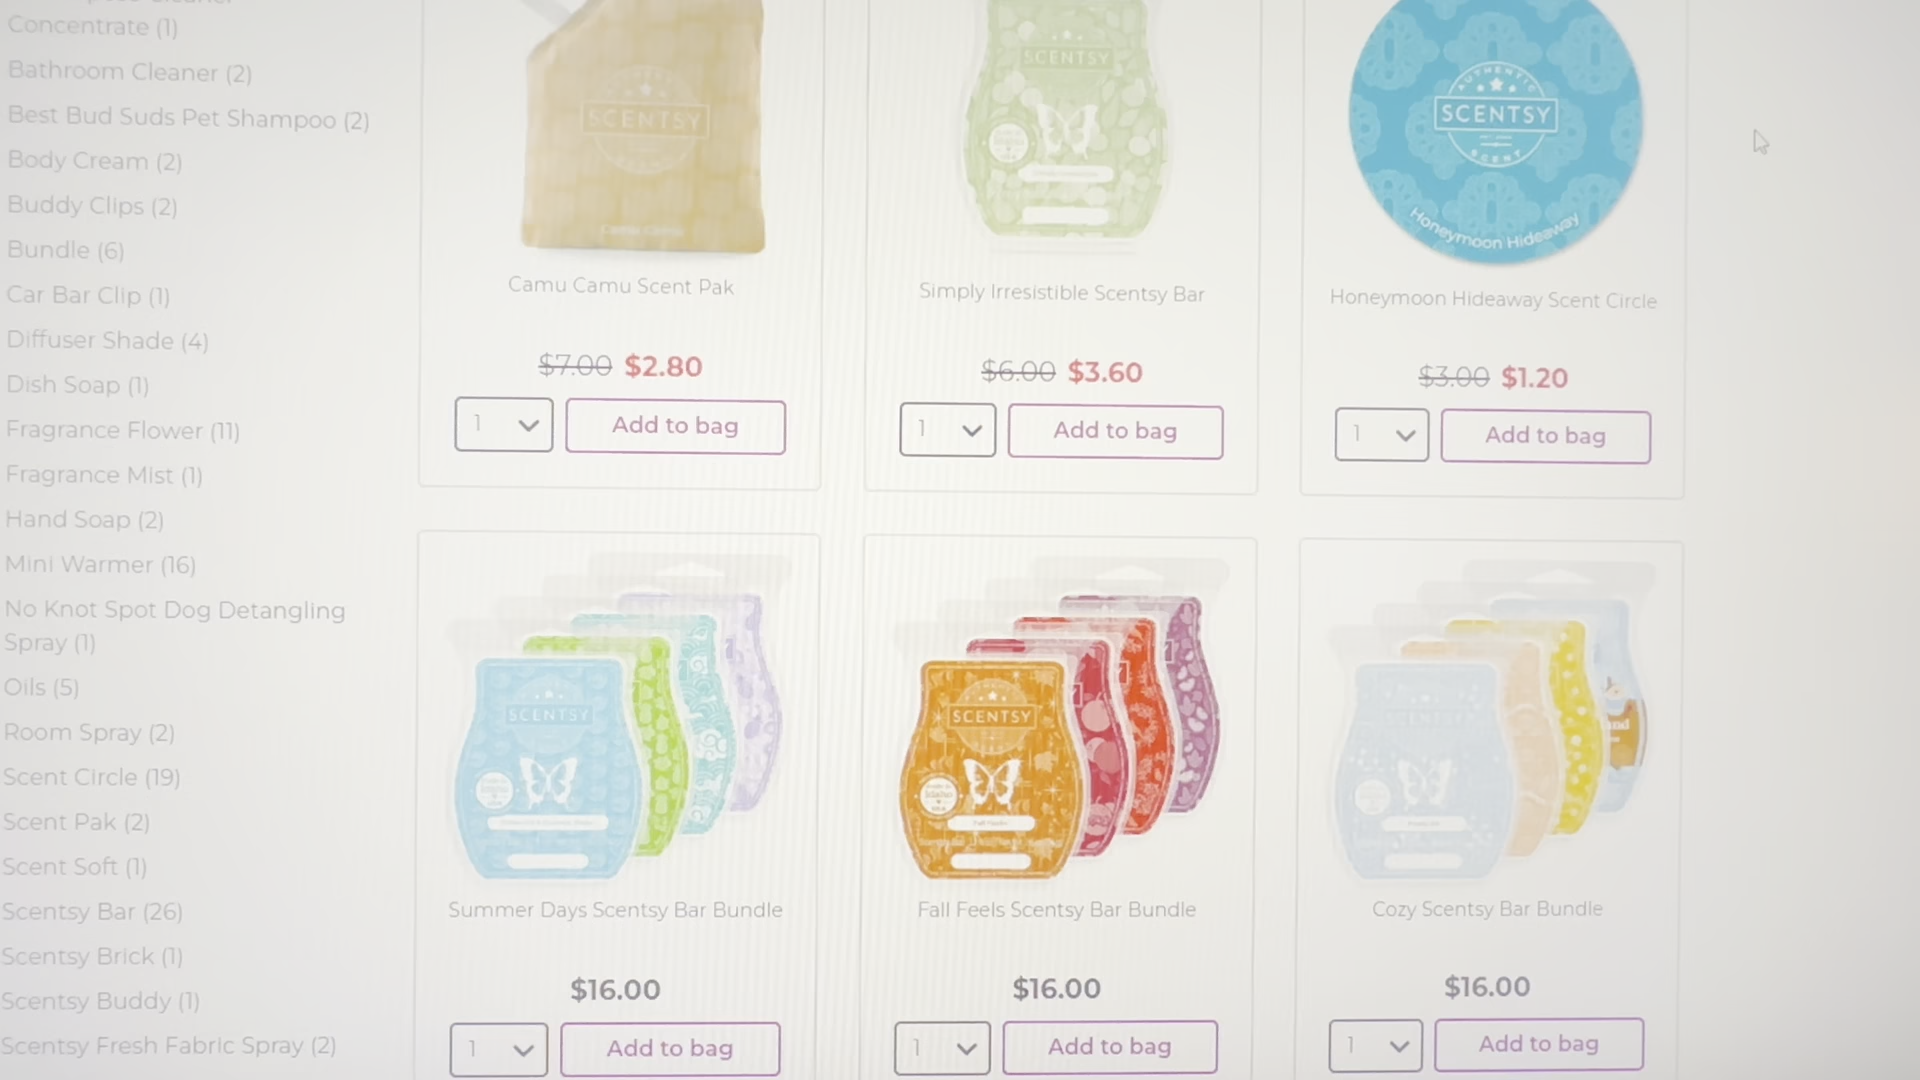 Concentrate (1)
Bathroom Cleaner (2)
Best Bud Suds Pet Shampoo (2)
Body Cream (2)
Buddy Clips (2)
Bundle (6)
Car Bar Clip (1)
Diffuser Shade (4)
Dish Soap (1)
Fragrance Flower (11)
Fragrance Mist (1)
Hand Soap (2)
Mini Warmer (16)
No Knot Spot Dog Detangling
Spray (1)
Oils (5)
Room Spray (2)
Scent Circle (19)
Scent Pak (2)
Scent Soft (1)
Scentsy Bar (26)
Scentsy Brick (1)
Scentsy Buddy (1)
Scentsy Fresh Fabric Spray (2)
SCENTSY
Camu Camu Scent Pak
$7.00 $2.80
1 Add to bag
SCENTSY
Simply Irresistible Scentsy Bar
$6.00 $3.60
1 Add to bag
AUTHENTIC
SCENTSY
SCENT
Honeymoon Hideaway
Honeymoon Hideaway Scent Circle
$3.00 $1.20
1 Add to bag
SCENTSY
Summer Days Scentsy Bar Bundle
$16.00
1 Add to bag
SCENTSY
Fall Feels Scentsy Bar Bundle
$16.00
1 Add to bag
SCENTSY
Cozy Scentsy Bar Bundle
$16.00
1 Add to bag